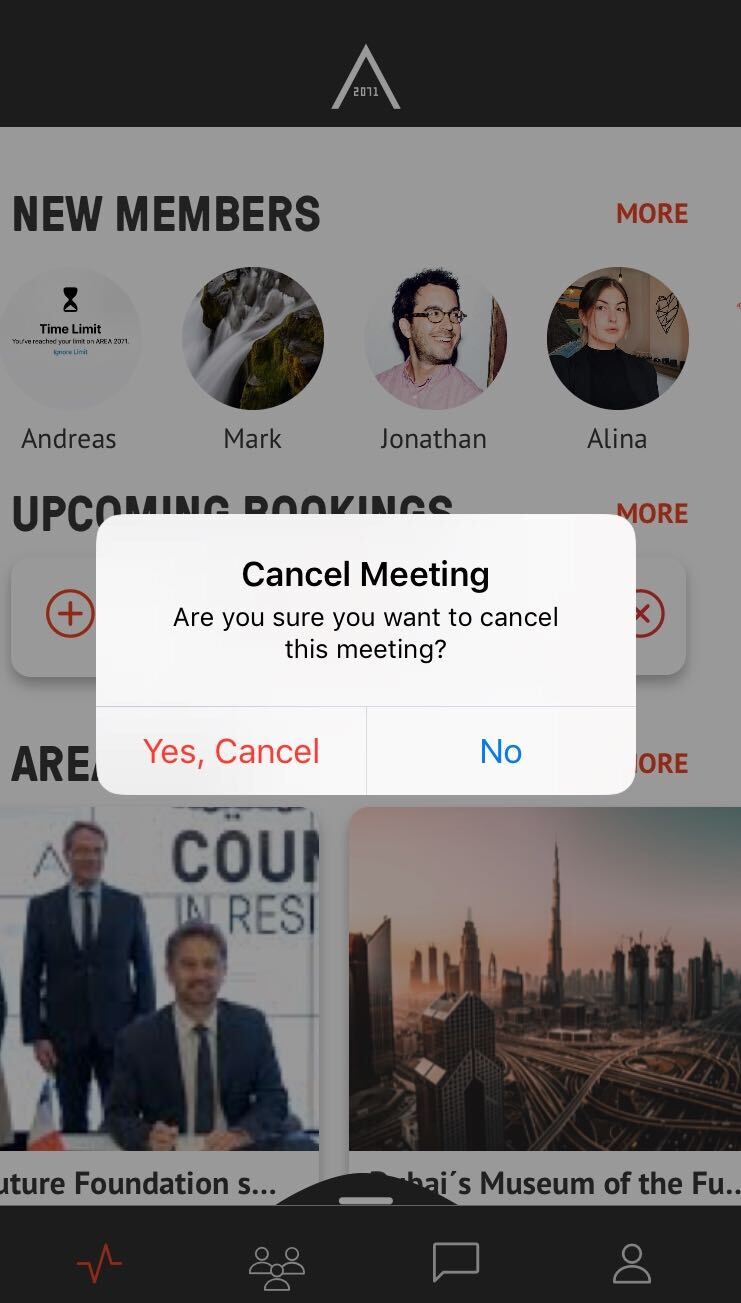 2071
NEW MEMBERS
MORE
Time Limit
You've reached your limit on AREA 2071.
Ignore Limit
Andreas
Mark
Jonathan
Alina
UPCOMING BOOKINGS
MORE
Cancel Meeting
Are you sure you want to cancel
this meeting?
Yes, Cancel
No
AREA
MORE
COUN
IN RESI
uture Foundation s...
Dubai´s Museum of the Fu...